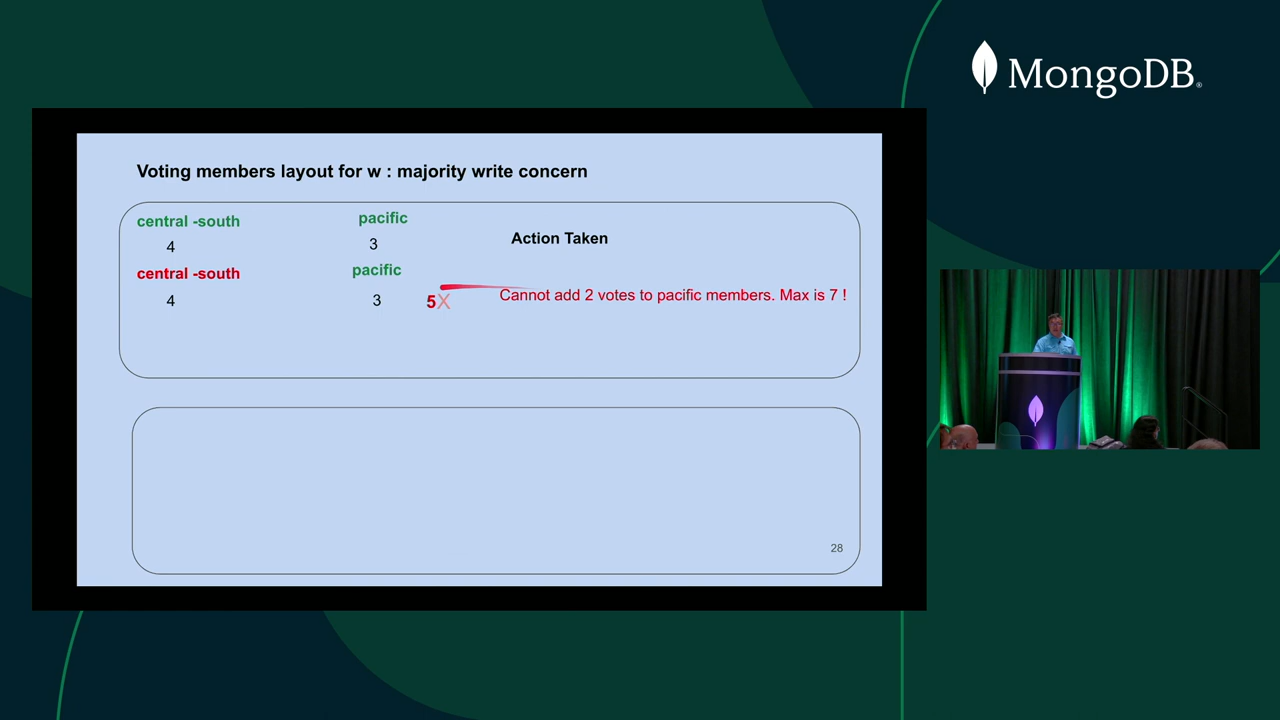 MongoDB®
Voting members layout for w : majority write concern
central -south pacific
Action Taken
4 3
central -south pacific
4 3 5X Cannot add 2 votes to pacific members. Max is 7 !
28